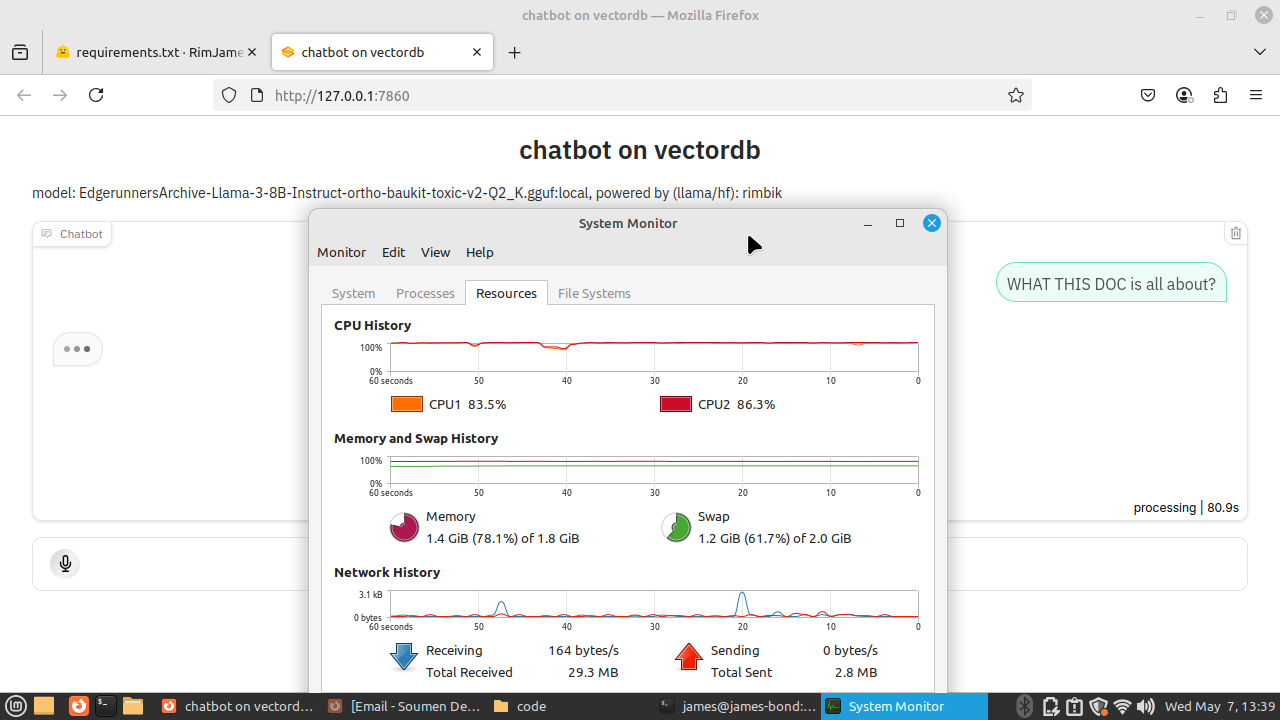 chatbot on vectordb — Mozilla Firefox
requirements.txt · RimJame
chatbot on vectordb
http://127.0.0.1:7860
chatbot on vectordb
model: EdgerunnersArchive-Llama-3-8B-Instruct-ortho-baukit-toxic-v2-Q2_K.gguf:local, powered by (llama/hf): rimbik
Chatbot
WHAT THIS DOC is all about?
processing | 80.9s
System Monitor
Monitor Edit View Help
System Processes Resources File Systems
CPU History
100%
0%
60 seconds 50 40 30 20 10 0
CPU1 83.5% CPU2 86.3%
Memory and Swap History
100%
0%
60 seconds 50 40 30 20 10 0
Memory Swap
1.4 GiB (78.1%) of 1.8 GiB 1.2 GiB (61.7%) of 2.0 GiB
Network History
3.1 kB
0 bytes
60 seconds 50 40 30 20 10 0
Receiving 164 bytes/s Sending 0 bytes/s
Total Received 29.3 MB Total Sent 2.8 MB
chatbot on vectord... [Email - Soumen De... code james@james-bond:... System Monitor Wed May 7, 13:39